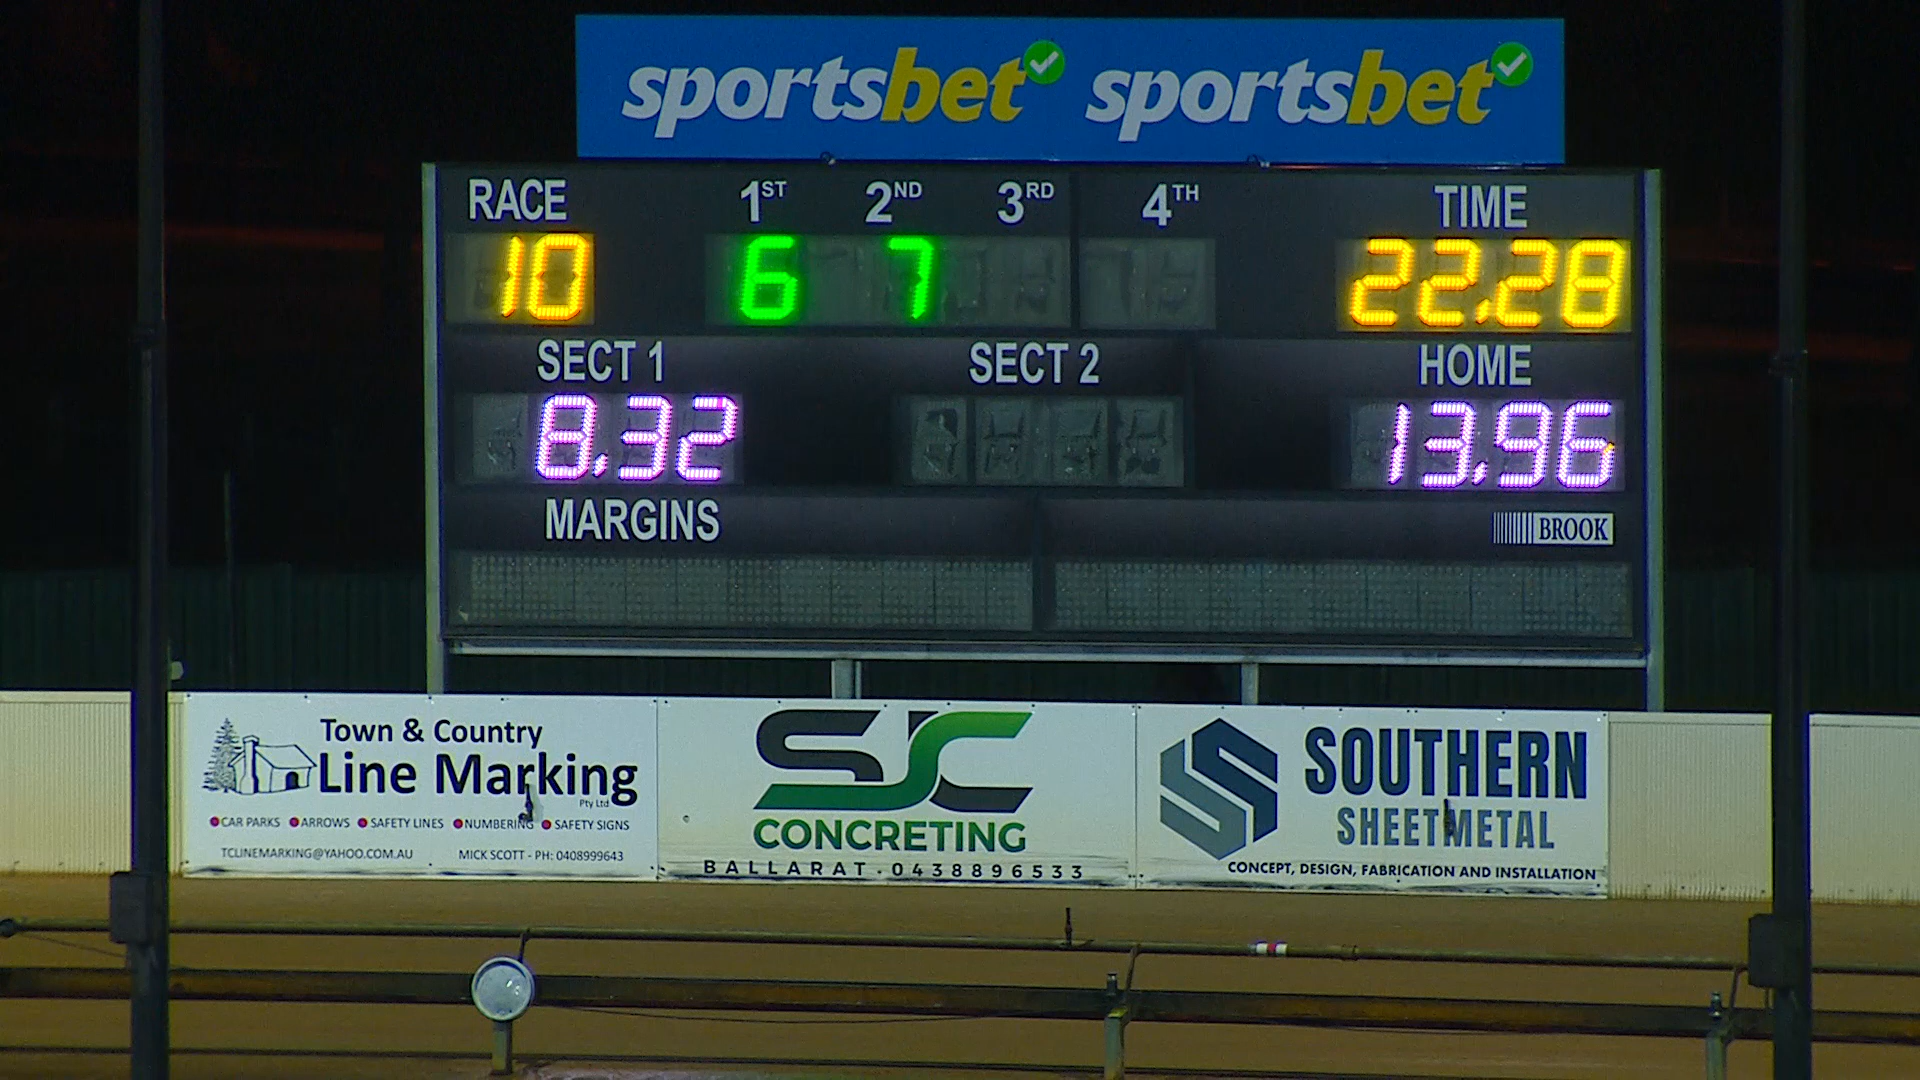 sportsbet sportsbet
RACE 1ST 2ND 3RD 4TH TIME
10 6 7 22.28
SECT 1 SECT 2 HOME
8.32 13.96
MARGINS BROOK
Town & Country
Line Marking
Pty Ltd
CAR PARKS ARROWS SAFETY LINES NUMBERING SAFETY SIGNS
TCLINEMARKING@YAHOO.COM.AU MICK SCOTT - PH: 0408999643
SJC
CONCRETING
BALLARAT . 0438896533
SOUTHERN
SHEETMETAL
CONCEPT, DESIGN, FABRICATION AND INSTALLATION